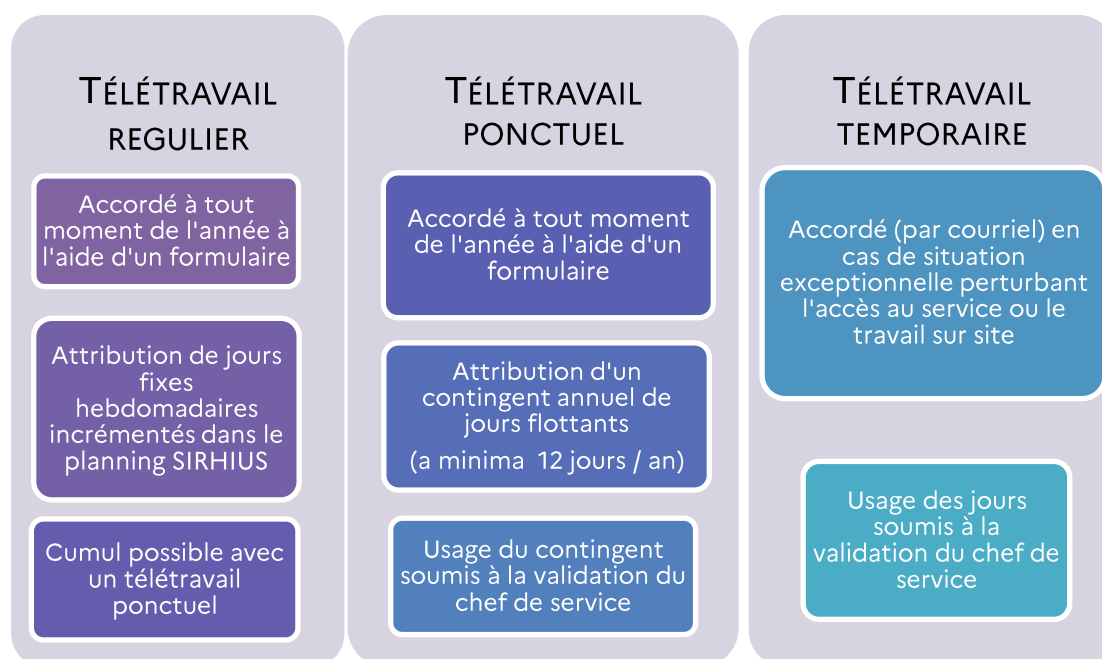 TÉLÉTRAVAIL
REGULIER
Accordé à tout
moment de l'année à
l'aide d'un formulaire
Attribution de jours
fixes
hebdomadaires
incrémentés dans le
planning SIRHIUS
Cumul possible avec
un télétravail
ponctuel
TÉLÉTRAVAIL
PONCTUEL
Accordé à tout moment
de l'année à l'aide d'un
formulaire
Attribution d'un
contingent annuel de
jours flottants
(a minima 12 jours / an)
Usage du contingent
soumis à la validation du
chef de service
TÉLÉTRAVAIL
TEMPORAIRE
Accordé (par courriel) en
cas de situation
exceptionnelle perturbant
l'accès au service ou le
travail sur site
Usage des jours
soumis à la
validation du chef de
service